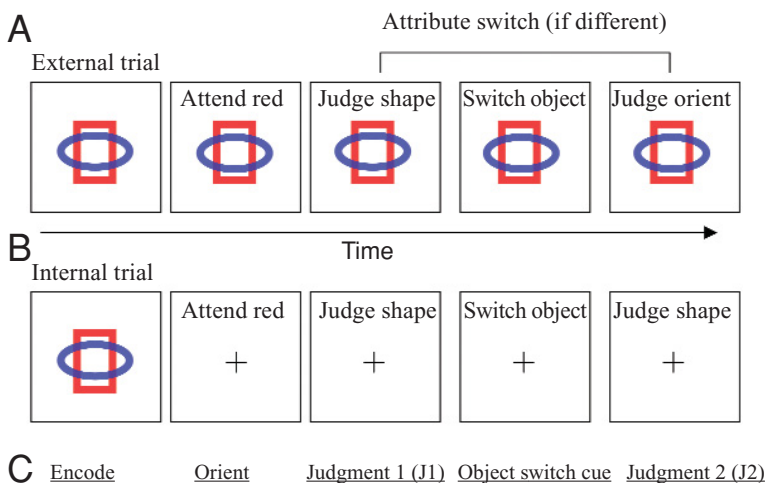 A
Attribute switch (if different)
External trial
Attend red
Judge shape
Switch object
Judge orient
Time
B
Internal trial
Attend red
Judge shape
Switch object
Judge shape
C
Encode
Orient
Judgment 1 (J1)
Object switch cue
Judgment 2 (J2)